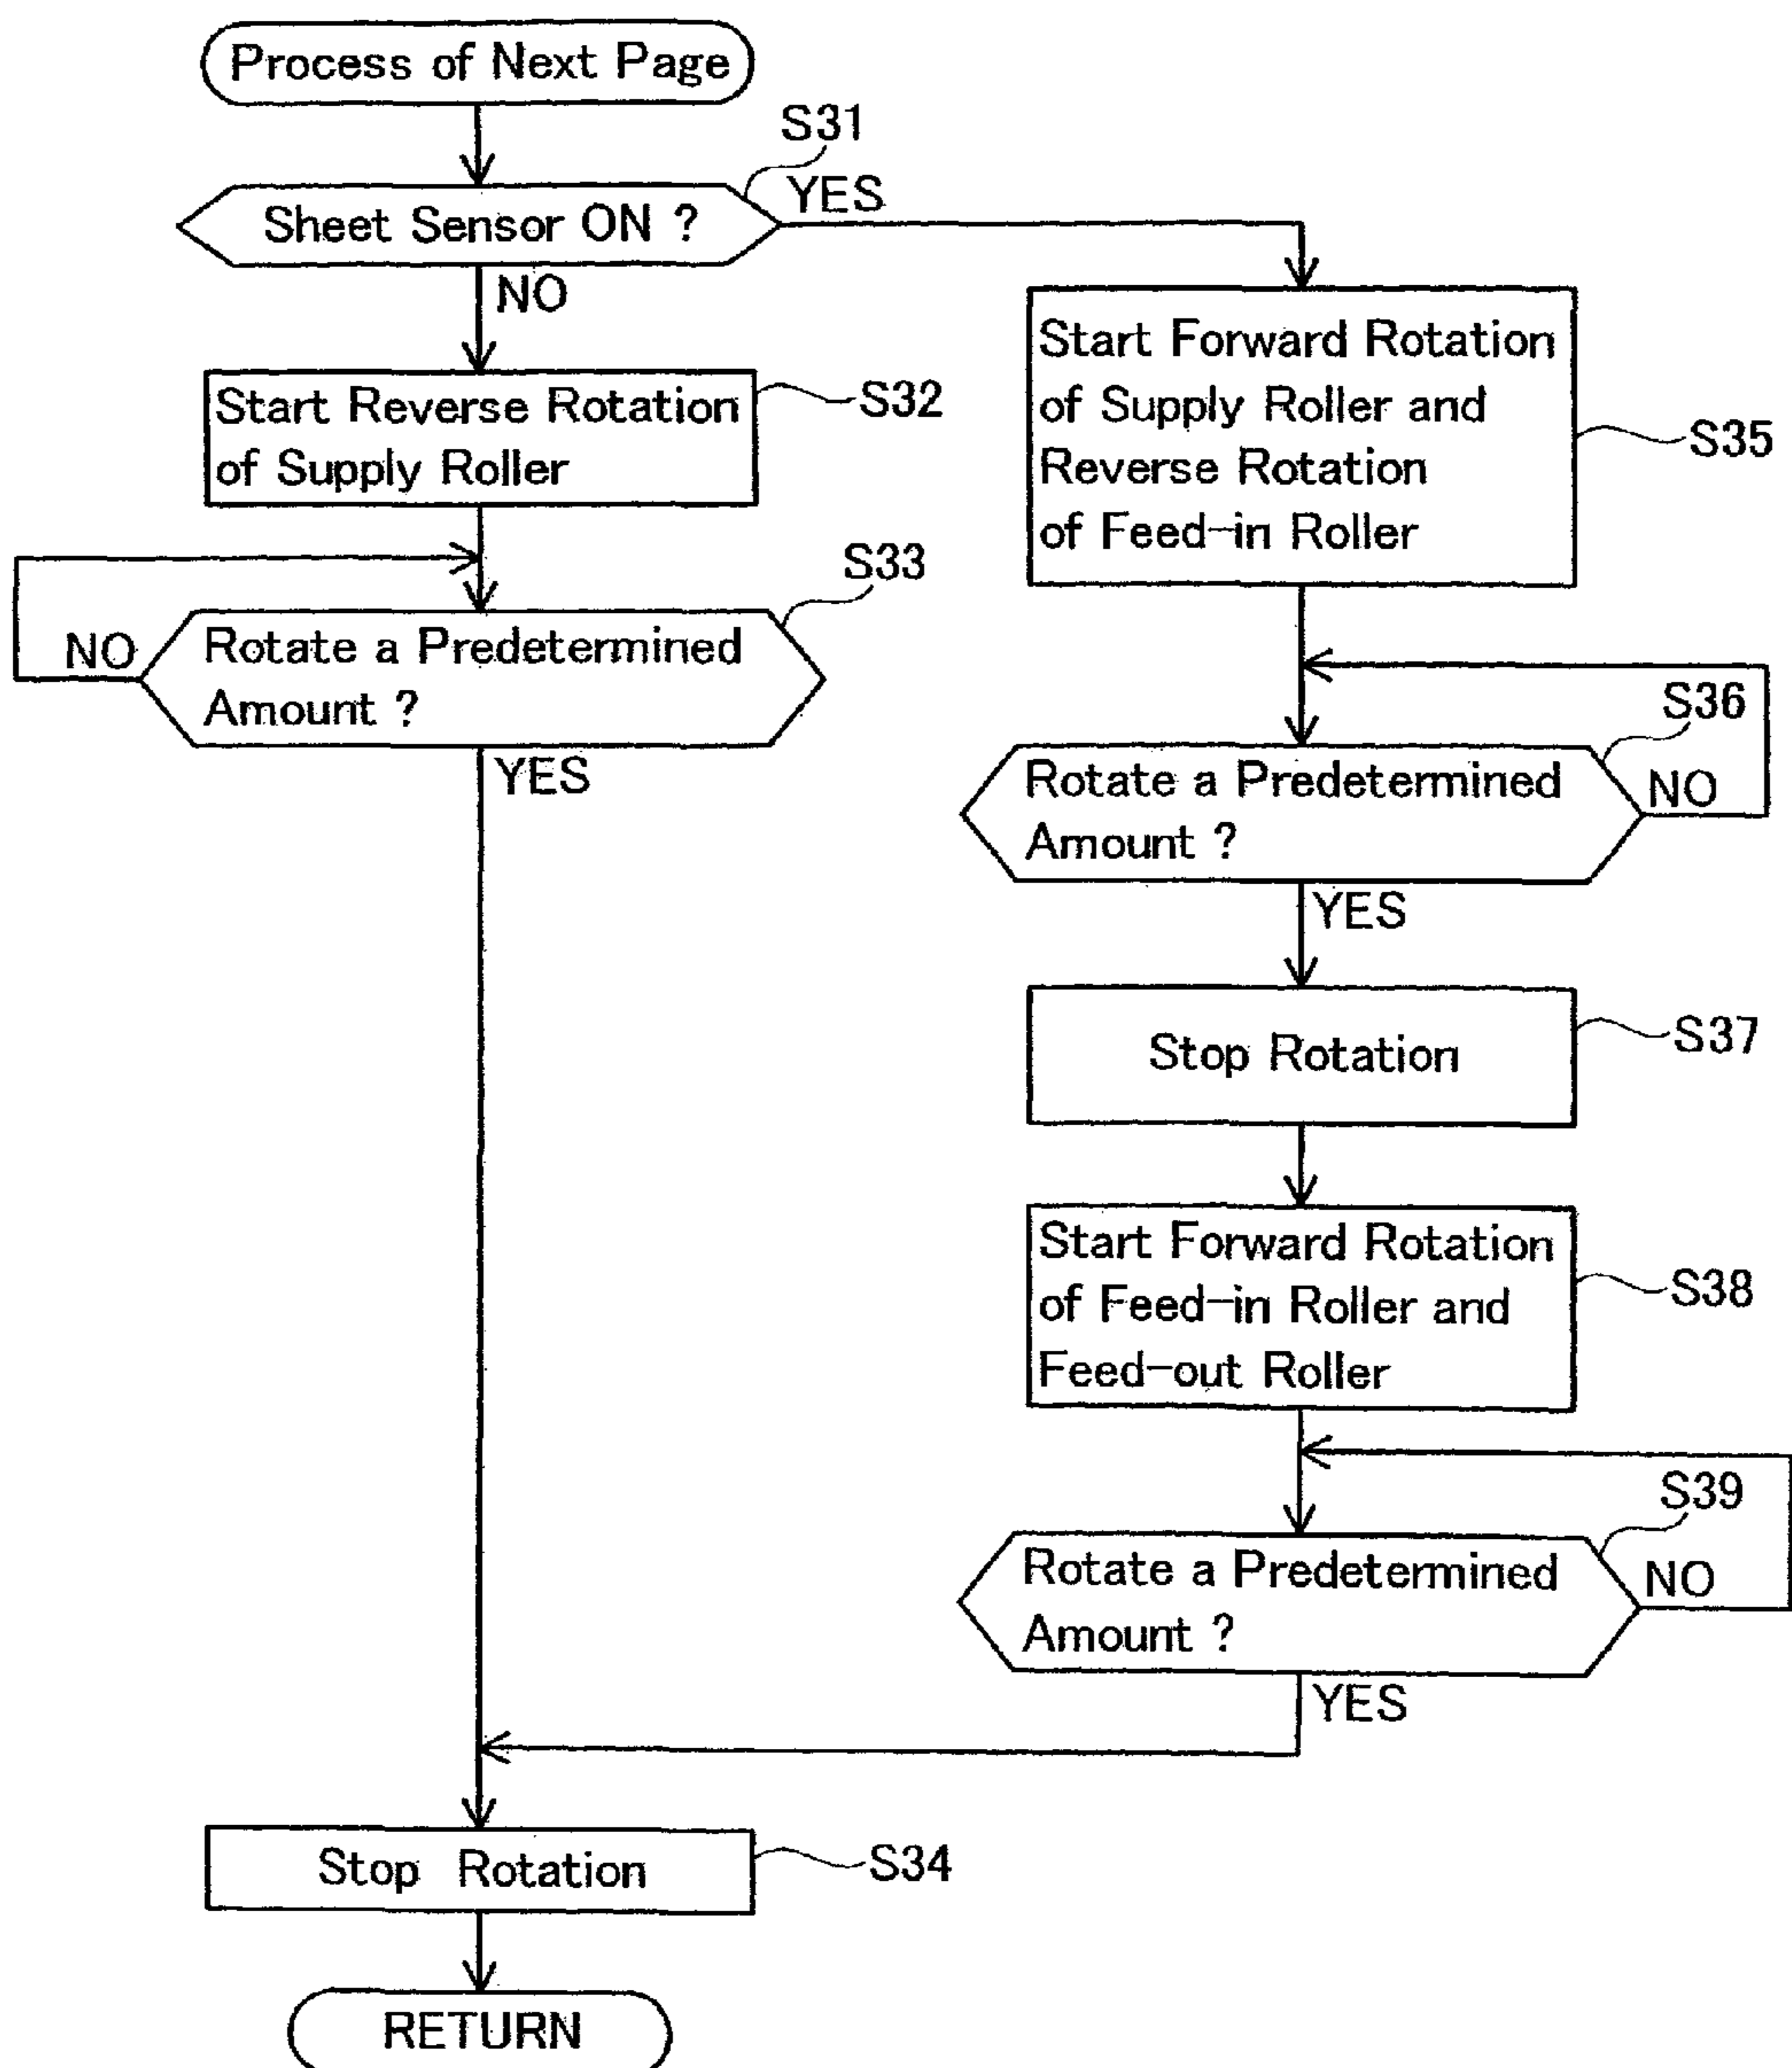 Process of Next Page
S31
Sheet Sensor ON ?
YES
NO
Start Reverse Rotation
of Supply Roller
S32
S33
NO
Rotate a Predetermined
Amount ?
YES
Start Forward Rotation
of Supply Roller and
Reverse Rotation
of Feed-in Roller
S35
S36
Rotate a Predetermined
Amount ?
NO
YES
Stop Rotation
S37
Start Forward Rotation
of Feed-in Roller and
Feed-out Roller
S38
S39
Rotate a Predetermined
Amount ?
NO
YES
Stop Rotation
S34
RETURN